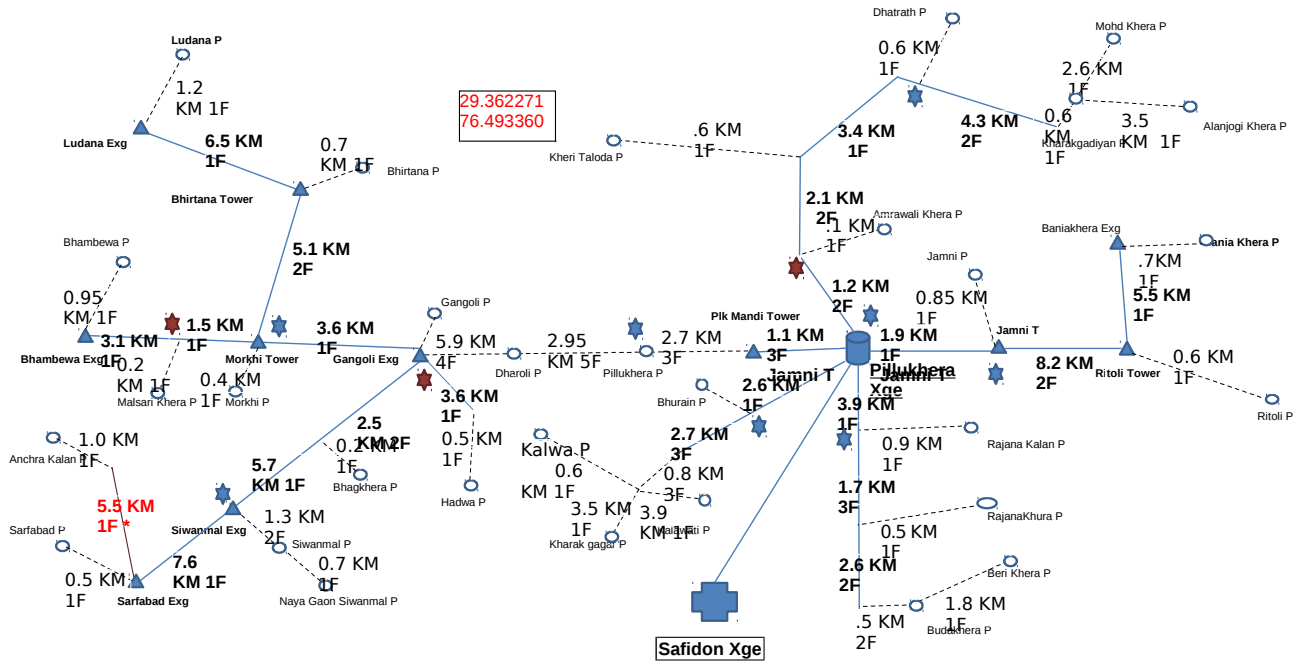 Ludana P
1.2
KM 1F
Ludana Exg
6.5 KM
1F
0.7
KM 1F
Bhirtana P
Bhirtana Tower
5.1 KM
2F
29.362271
76.493360
Dhatrath P
0.6 KM
1F
Mohd Khera P
2.6 KM
1F
0.6
KM
1F
3.5
KM 1F
Alanjogi Khera P
Kharakgadiyan P
4.3 KM
2F
3.4 KM
1F
.6 KM
1F
Kheri Taloda P
2.1 KM
2F
Amrawali Khera P
.1 KM
1F
1.2 KM
2F
Bhambewa P
0.95
KM 1F
3.1 KM
1F
Bhambewa Exg
1.5 KM
1F
0.2
KM 1F
Malsari Khera P
Morkhi Tower
0.4 KM
1F
Morkhi P
3.6 KM
1F
Gangoli Exg
Gangoli P
5.9 KM
4F
Dharoli P
2.95
KM 5F
Pillukhera P
2.7 KM
3F
Plk Mandi Tower
1.1 KM
3F
Jamni T
Pillukhera
Xge
1.9 KM
1F
Jamni T
Jamni P
0.85 KM
1F
Jamni T
8.2 KM
2F
Ritoli Tower
Baniakhera Exg
.7KM
1F
ania Khera P
5.5 KM
1F
0.6 KM
1F
Ritoli P
3.6 KM
1F
0.5 KM
1F
Hadwa P
2.5
KM 2F
0.2 KM
1F
Bhagkhera P
5.7
KM 1F
Siwanmal Exg
1.3 KM
2F
Siwanmal P
0.7 KM
1F
Naya Gaon Siwanmal P
7.6
KM 1F
Sarfabad Exg
0.5 KM
1F
Sarfabad P
5.5 KM
1F *
1.0 KM
1F
Anchra Kalan P
2.6 KM
1F
Bhurain P
2.7 KM
3F
Kalwa P
0.6
KM 1F
0.8 KM
3F
3.5 KM
1F
Kharak gagar P
3.9
KM 1F
Kalawati P
3.9 KM
1F
0.9 KM
1F
Rajana Kalan P
1.7 KM
3F
RajanaKhura P
0.5 KM
1F
2.6 KM
2F
Beri Khera P
1.8 KM
1F
.5 KM
2F
Budakhera P
Safidon Xge